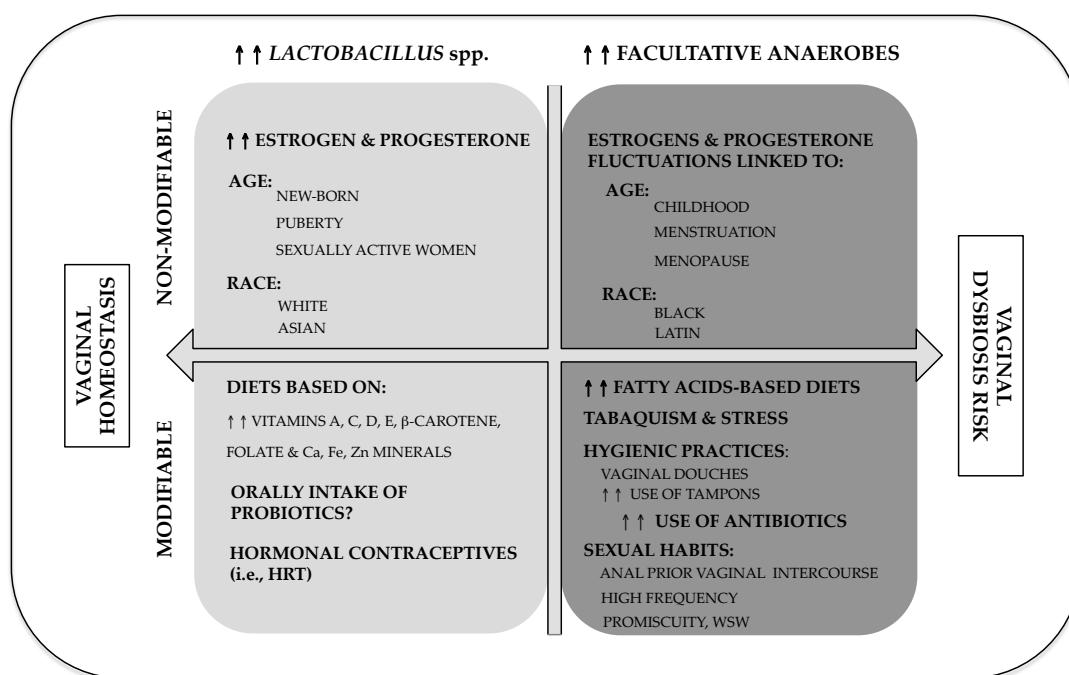 ↑ ↑ LACTOBACILLUS spp.
↑ ↑ FACULTATIVE ANAEROBES
NON-MODIFIABLE
↑ ↑ ESTROGEN & PROGESTERONE
AGE:
NEW-BORN
PUBERTY
SEXUALLY ACTIVE WOMEN
RACE:
WHITE
ASIAN
ESTROGENS & PROGESTERONE
FLUCTUATIONS LINKED TO:
AGE:
CHILDHOOD
MENSTRUATION
MENOPAUSE
RACE:
BLACK
LATIN
VAGINAL
HOMEOSTASIS
VAGINAL
DYSBIOSIS RISK
MODIFIABLE
DIETS BASED ON:
↑ ↑ VITAMINS A, C, D, E, β-CAROTENE,
FOLATE & Ca, Fe, Zn MINERALS
ORALLY INTAKE OF
PROBIOTICS?
HORMONAL CONTRACEPTIVES
(i.e., HRT)
↑ ↑ FATTY ACIDS-BASED DIETS
TABAQUISM & STRESS
HYGIENIC PRACTICES:
VAGINAL DOUCHES
↑ ↑ USE OF TAMPONS
↑ ↑ USE OF ANTIBIOTICS
SEXUAL HABITS:
ANAL PRIOR VAGINAL INTERCOURSE
HIGH FREQUENCY
PROMISCUITY, WSW